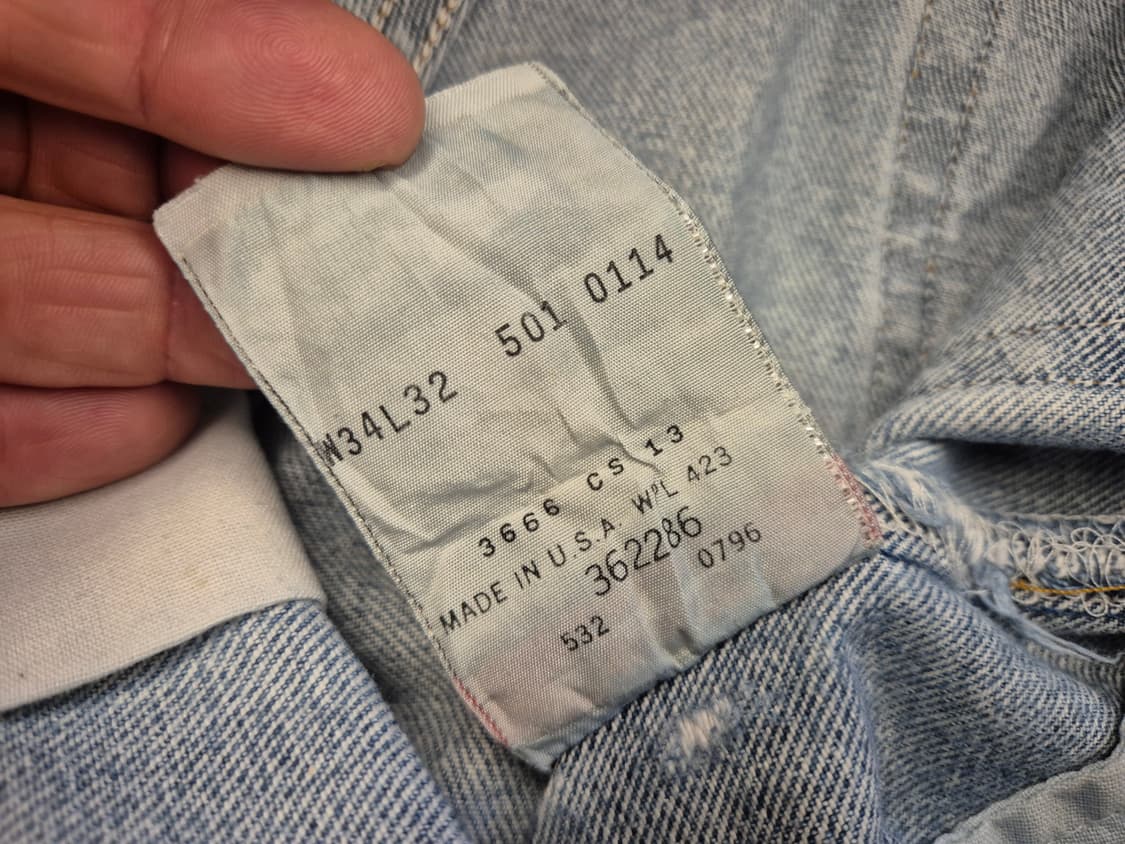 W34L32 501 0114
3666 CS 13
MADE IN U.S.A. WPL 423
362286
532 0796